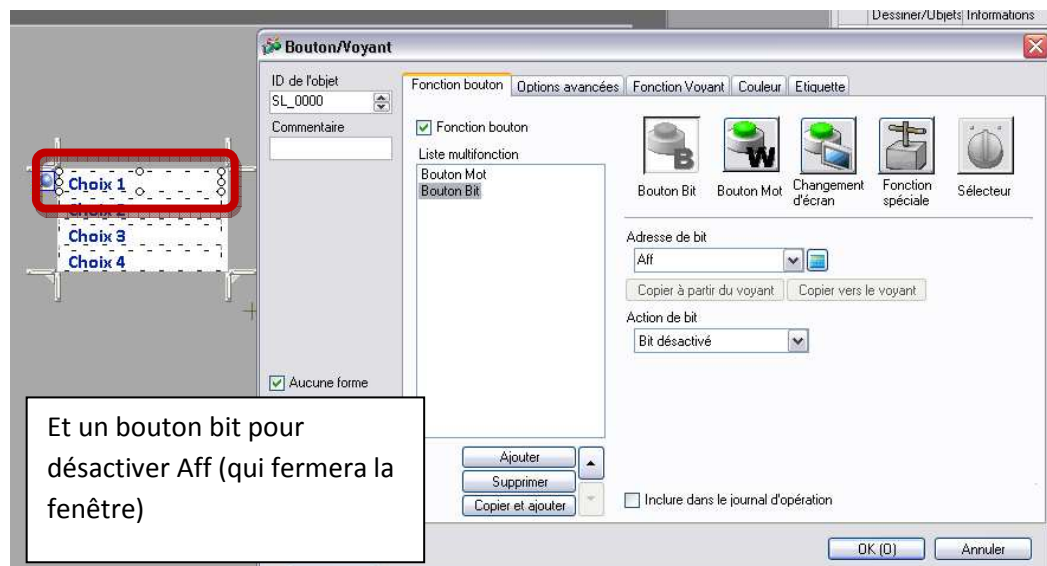 Dessiner/Objets Informations
Bouton/Voyant
ID de l'objet
SL_0000
Commentaire
Fonction bouton Options avancées Fonction Voyant Couleur Etiquette
Fonction bouton
Liste multifonction
Bouton Mot
Bouton Bit
Bouton Bit
Bouton Mot
Changement
d'écran
Fonction
spéciale
Sélecteur
Adresse de bit
Aff
Copier à partir du voyant Copier vers le voyant
Action de bit
Bit désactivé
Choix 1
Choix 2
Choix 3
Choix 4
Aucune forme
Et un bouton bit pour
désactiver Aff (qui fermera la
fenêtre)
Ajouter
Supprimer
Copier et ajouter
Inclure dans le journal d'opération
OK (O) Annuler